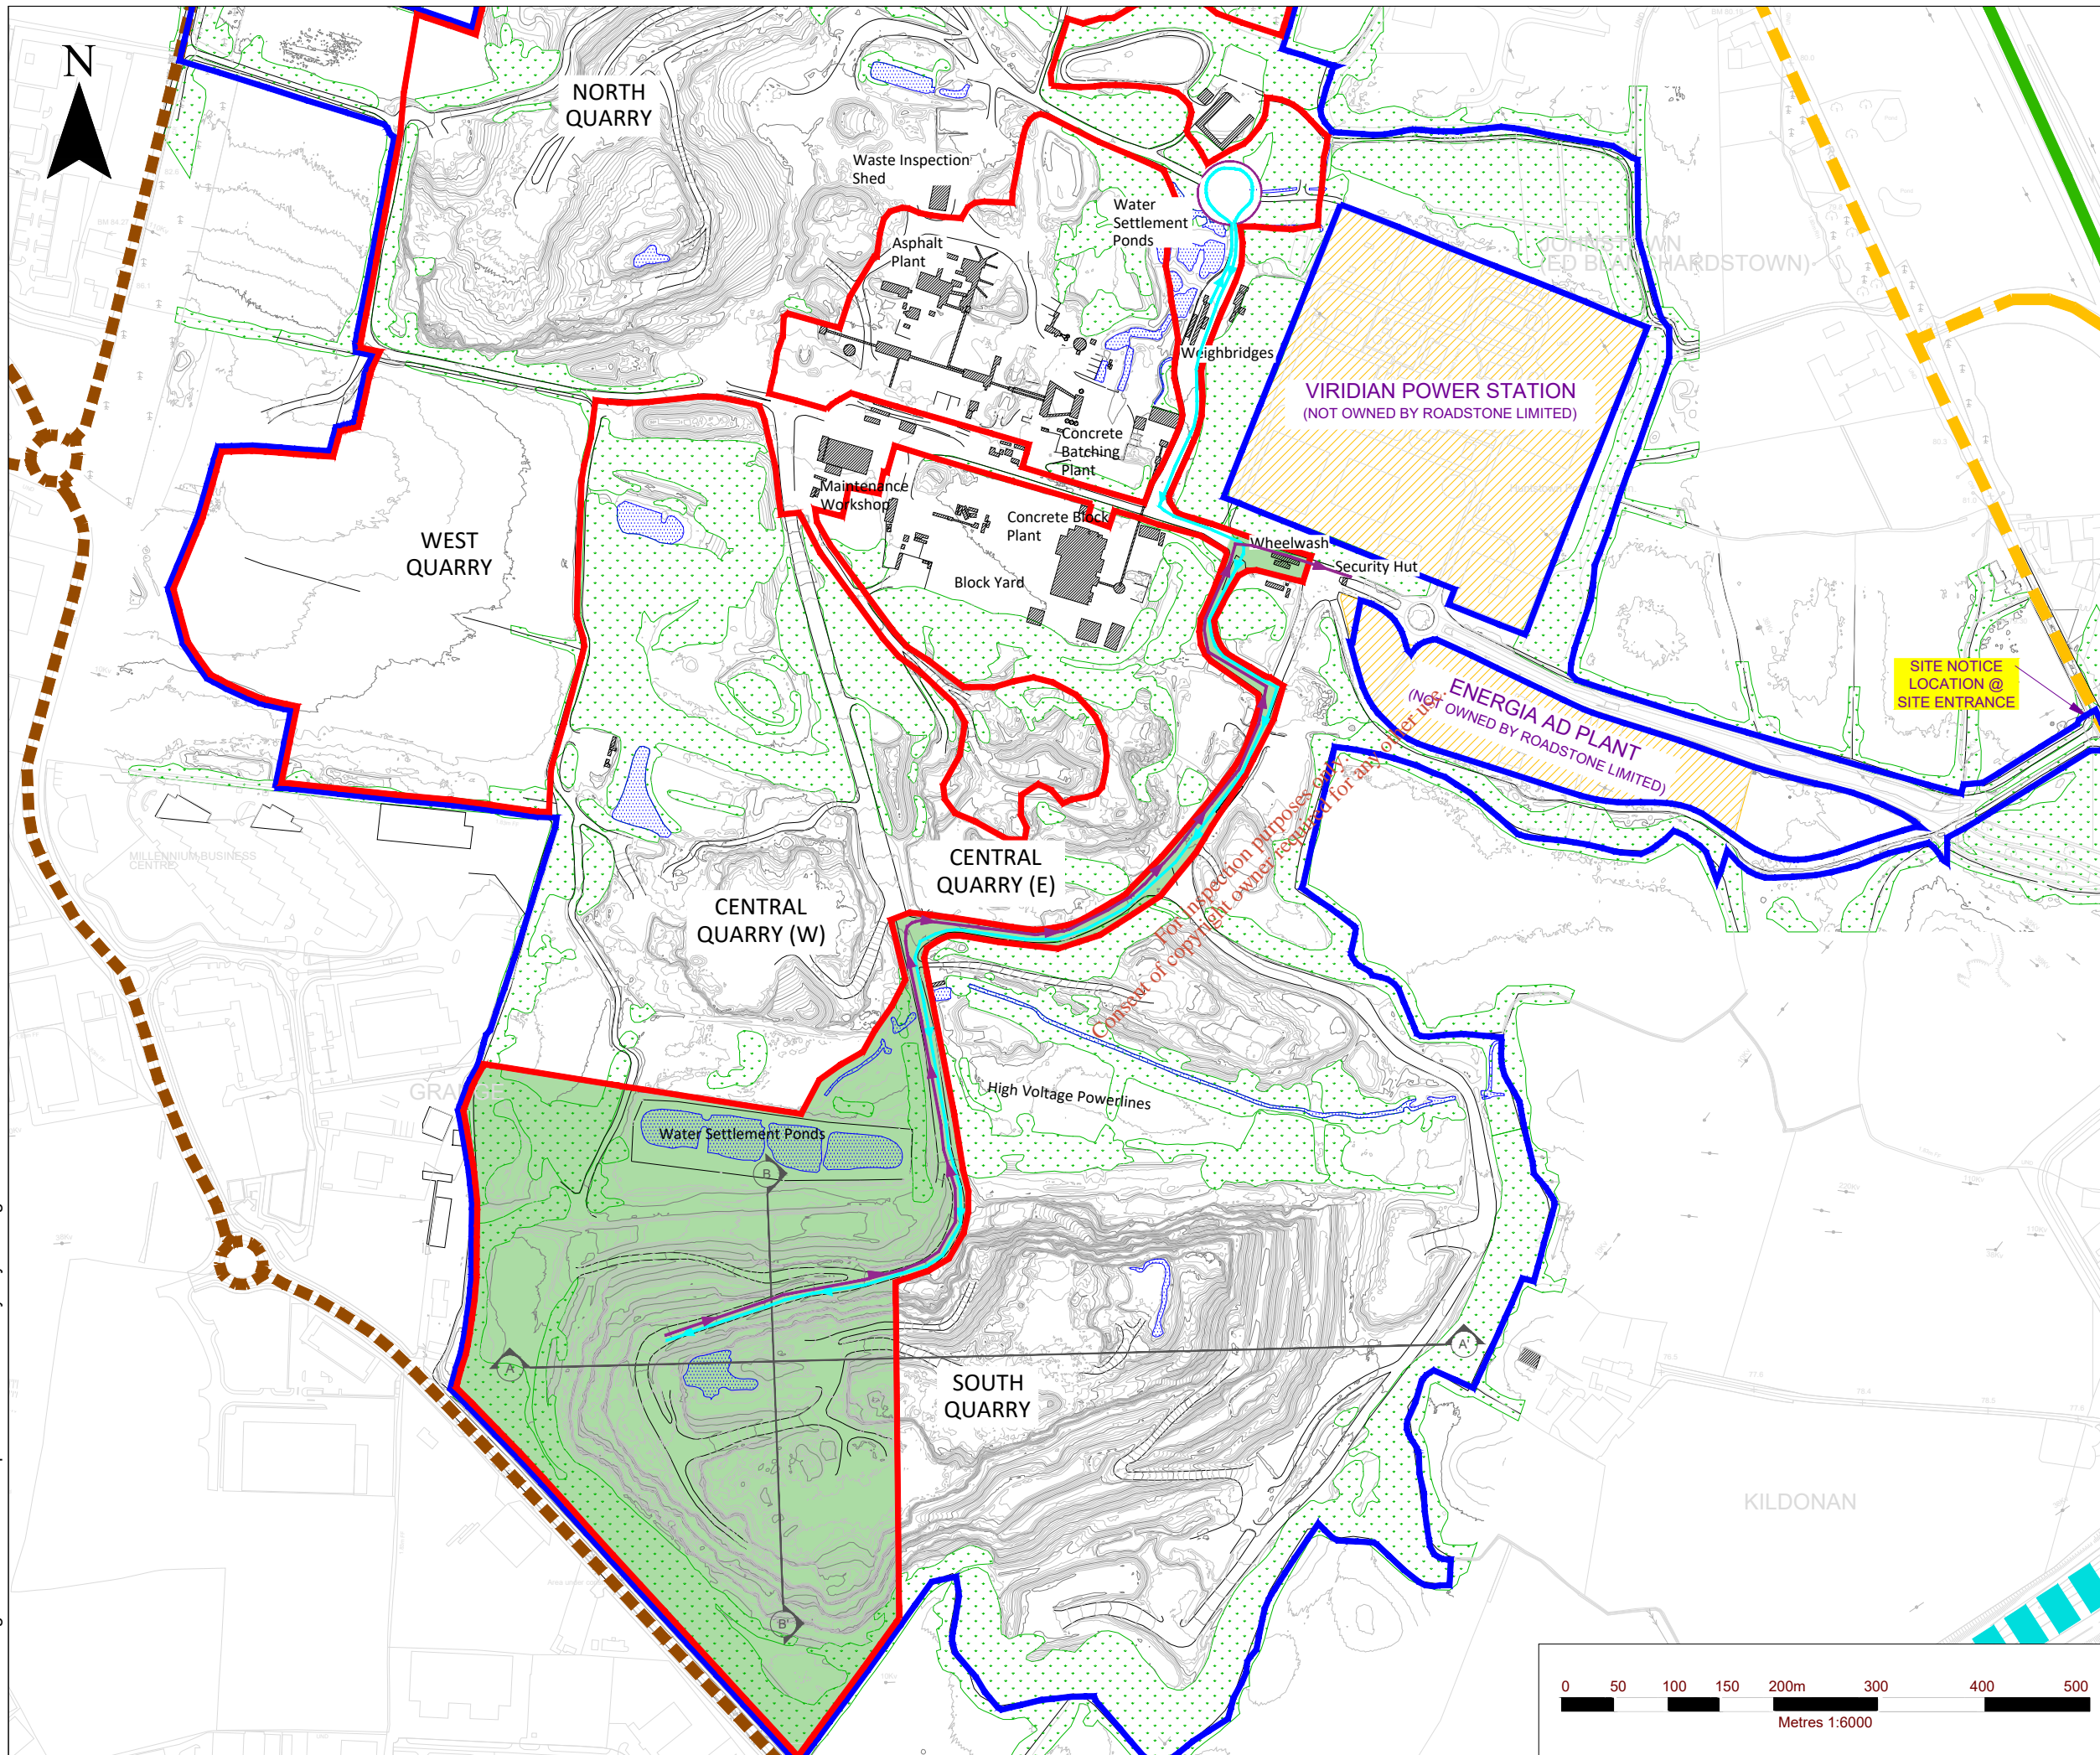 N
NORTH
QUARRY
Waste Inspection
Shed
Water
Settlement
Ponds
Asphalt
Plant
JOHNSTOWN
(ED BLANCHARDSTOWN)
Weighbridges
VIRIDIAN POWER STATION
(NOT OWNED BY ROADSTONE LIMITED)
Concrete
Batching
Plant
Maintenance
Workshop
Concrete Block
Plant
WEST
QUARRY
Wheelwash
Security Hut
Block Yard
SITE NOTICE
LOCATION @
SITE ENTRANCE
ENERGIA AD PLANT
(NOT OWNED BY ROADSTONE LIMITED)
MILLENNIUM BUSINESS
CENTRE
CENTRAL
QUARRY (E)
CENTRAL
QUARRY (W)
For inspection purposes only.
Consent of copyright owner required for any other use.
GRANGE
High Voltage Powerlines
Water Settlement Ponds
B
A
A'
SOUTH
QUARRY
KILDONAN
B'
0 50 100 150 200m 300 400 500
Metres 1:6000